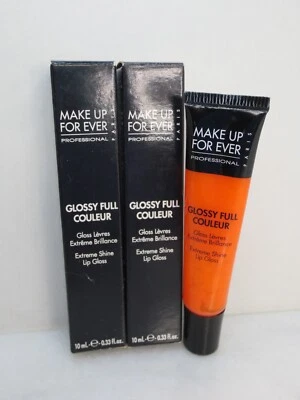 MAKE UP
FOR EVER
PROFESSIONAL
PARIS
GLOSSY FULL
COULEUR
Gloss Lèvres
Extrême Brillance
Extreme Shine
Lip Gloss
10 mL ℮ 0.33 fl.oz.
MAKE UP
FOR EVER
PROFESSIONAL
PARIS
GLOSSY FULL
COULEUR
Gloss Lèvres
Extrême Brillance
Extreme Shine
Lip Gloss
10 mL ℮ 0.33 fl.oz.
MAKE UP
FOR EVER
PROFESSIONAL
PARIS
GLOSSY FULL
COULEUR
Gloss Lèvres
Extrême Brillance
Extreme Shine
Lip Gloss